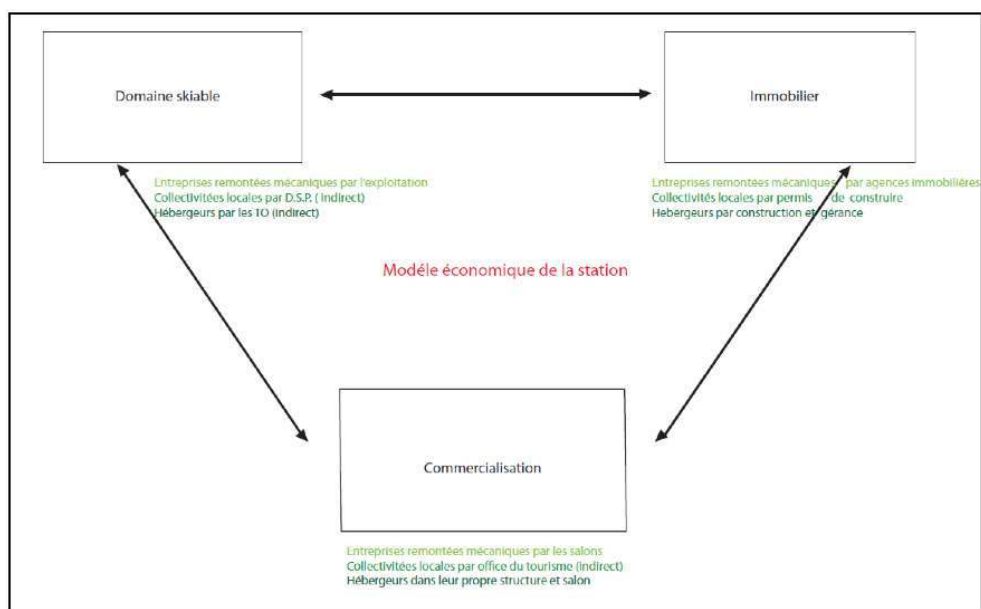 Domaine skiable
Immobilier
Entreprises remontées mécaniques par l'exploitation
Collectivitées locales par D.S.P. ( Indirect)
Hébergeurs par les TO (indirect)
Entreprises remontées mécaniques par agences immobilières
Collectivités locales par permis de construire
Hebergeurs par construction et gérance
Modéle économique de la station
Commercialisation
Entreprises remontées mécaniques par les salons
Collectivitées locales par office du tourisme (indirect)
Hébergeurs dans leur propre structure et salon